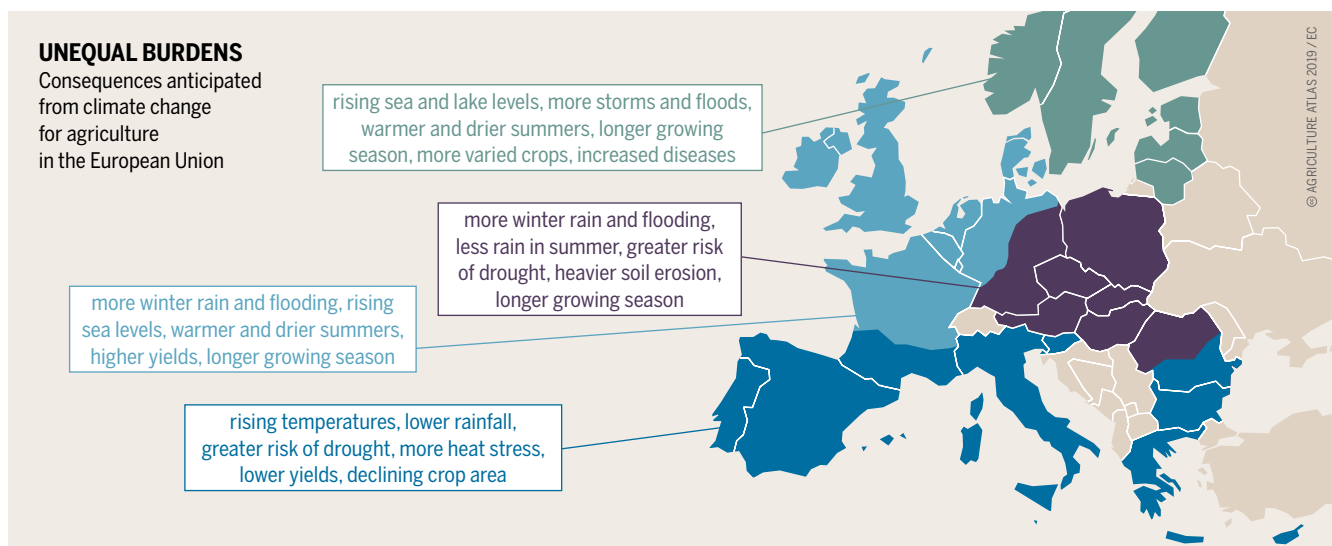 UNEQUAL BURDENS
Consequences anticipated
from climate change
for agriculture
in the European Union
rising sea and lake levels, more storms and floods,
warmer and drier summers, longer growing
season, more varied crops, increased diseases
more winter rain and flooding,
less rain in summer, greater risk
of drought, heavier soil erosion,
longer growing season
more winter rain and flooding, rising
sea levels, warmer and drier summers,
higher yields, longer growing season
rising temperatures, lower rainfall,
greater risk of drought, more heat stress,
lower yields, declining crop area
AGRICULTURE ATLAS 2019 / EC